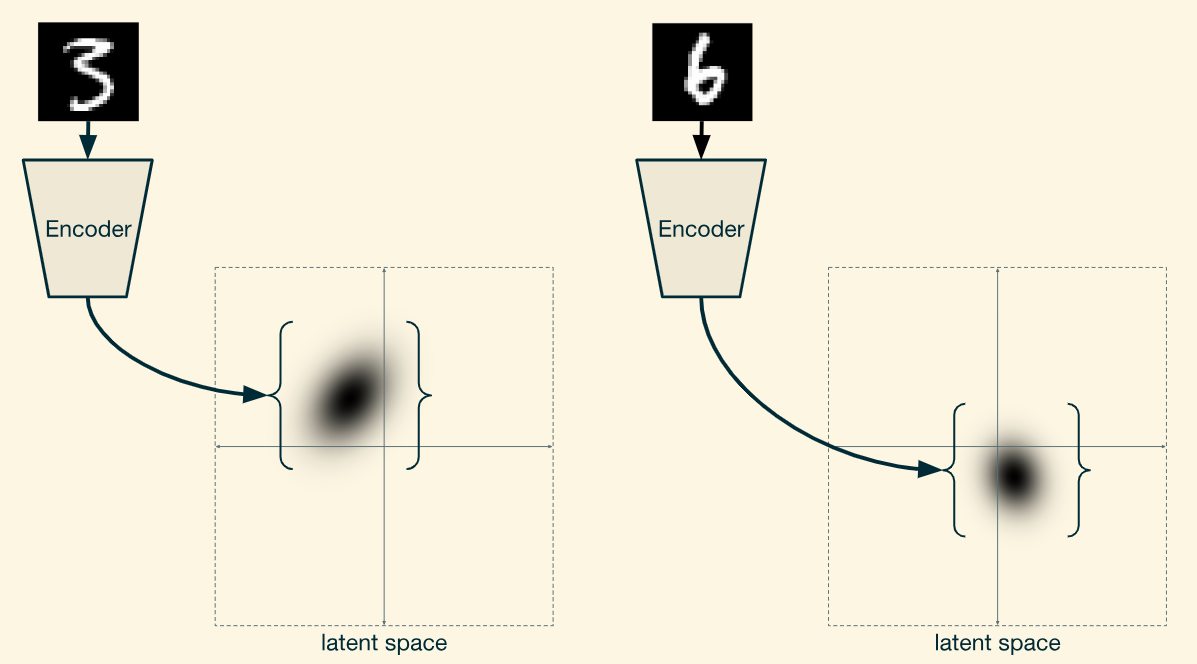 3
6
Encoder
Encoder
latent space
latent space